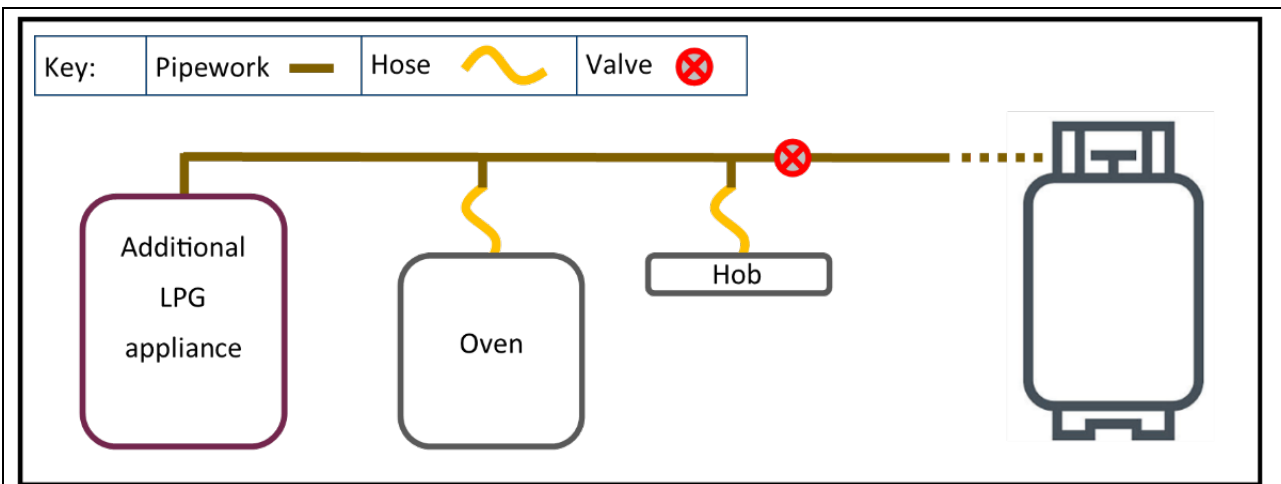 Key:
Pipework
Hose
Valve
Additional
LPG
appliance
Oven
Hob